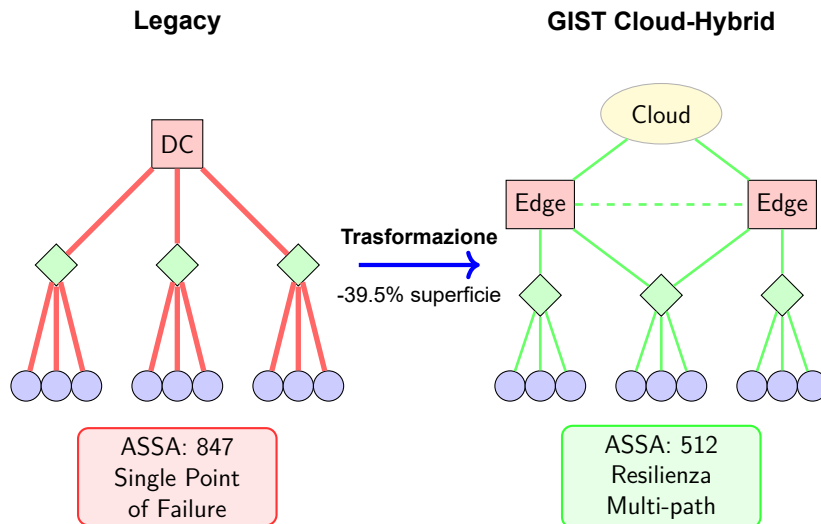 Legacy
GIST Cloud-Hybrid
Cloud
DC
Edge
Edge
Trasformazione
-39.5% superficie
ASSA: 847
Single Point
of Failure
ASSA: 512
Resilienza
Multi-path